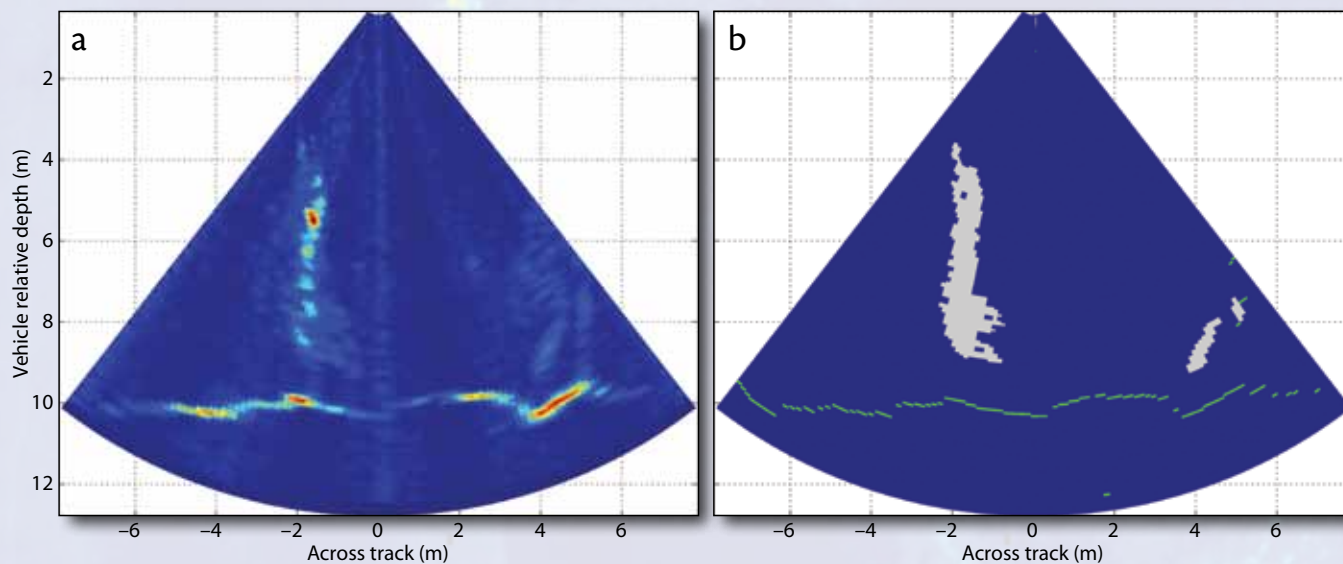 a
b
2
4
6
8
10
12
Vehicle relative depth (m)
−6 −4 −2 0 2 4 6
−6 −4 −2 0 2 4 6
Across track (m)
Across track (m)